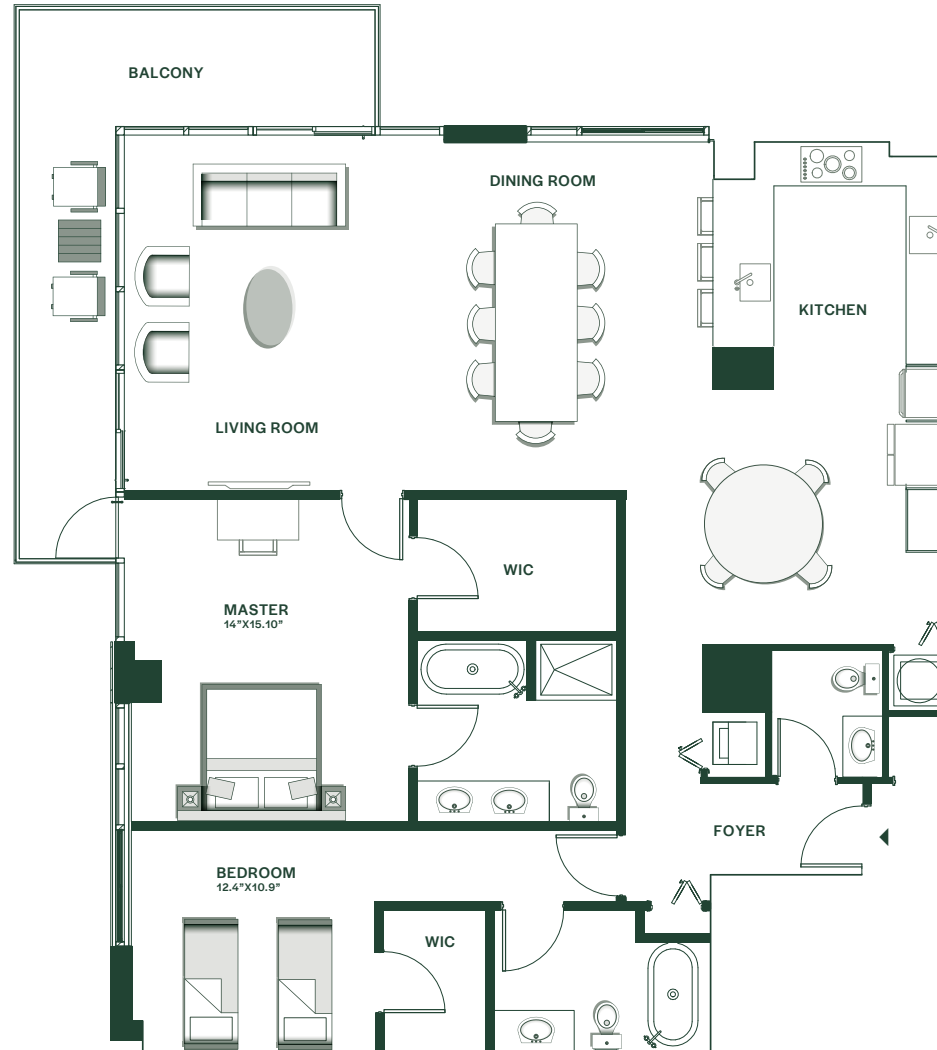 BALCONY
DINING ROOM
KITCHEN
LIVING ROOM
WIC
MASTER
14”X15.10”
FOYER
BEDROOM
12.4”X10.9”
WIC